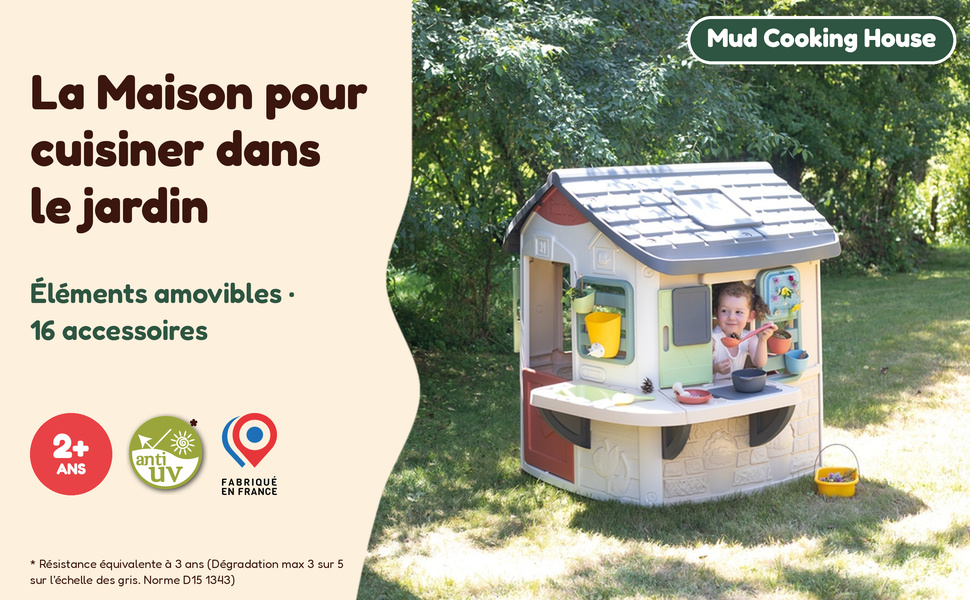 Mud Cooking House
La Maison pour
cuisiner dans
le jardin
Éléments amovibles ·
16 accessoires
2+
ANS
anti
uv
*
FABRIQUÉ
EN FRANCE
* Résistance équivalente à 3 ans (Dégradation max 3 sur 5
sur l'échelle des gris. Norme D15 1343)